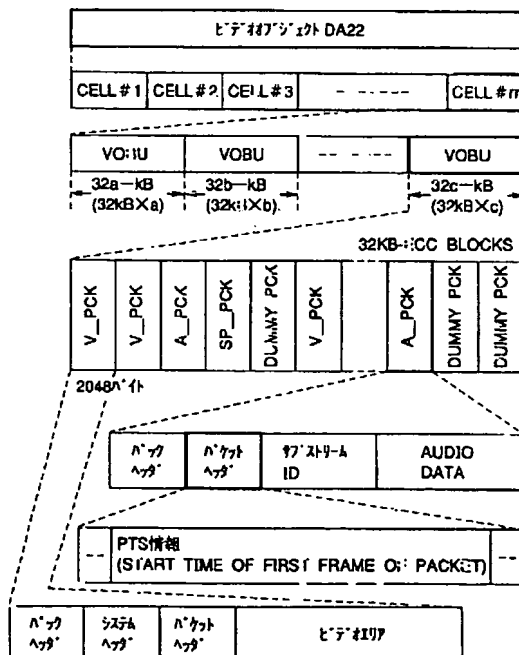 ビデオオブジェクト DA22
CELL#1 CELL#2 CELL#3 CELL#m
VOBU VOBU VOBU
32a-kB 32b-kB 32c-kB
(32kB×a) (32kB×b) (32kB×c)
32KB-ECC BLOCKS
V_PCK V_PCK A_PCK SP_PCK DUMMY PCK V_PCK A_PCK DUMMY PCK DUMMY PCK
2048バイト
パック パケット サブストリーム AUDIO
ヘッダ ヘッダ ID DATA
PTS情報
(START TIME OF FIRST FRAME OF PACKET)
パック システム パケット ビデオエリア
ヘッダ ヘッダ ヘッダ